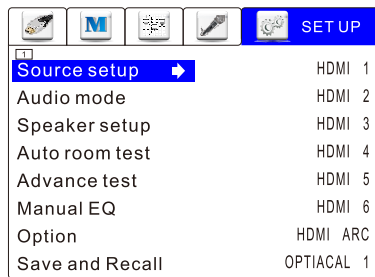 M SET UP
1
Source setup HDMI 1
Audio mode HDMI 2
Speaker setup HDMI 3
Auto room test HDMI 4
Advance test HDMI 5
Manual EQ HDMI 6
Option HDMI ARC
Save and Recall OPTIACAL 1